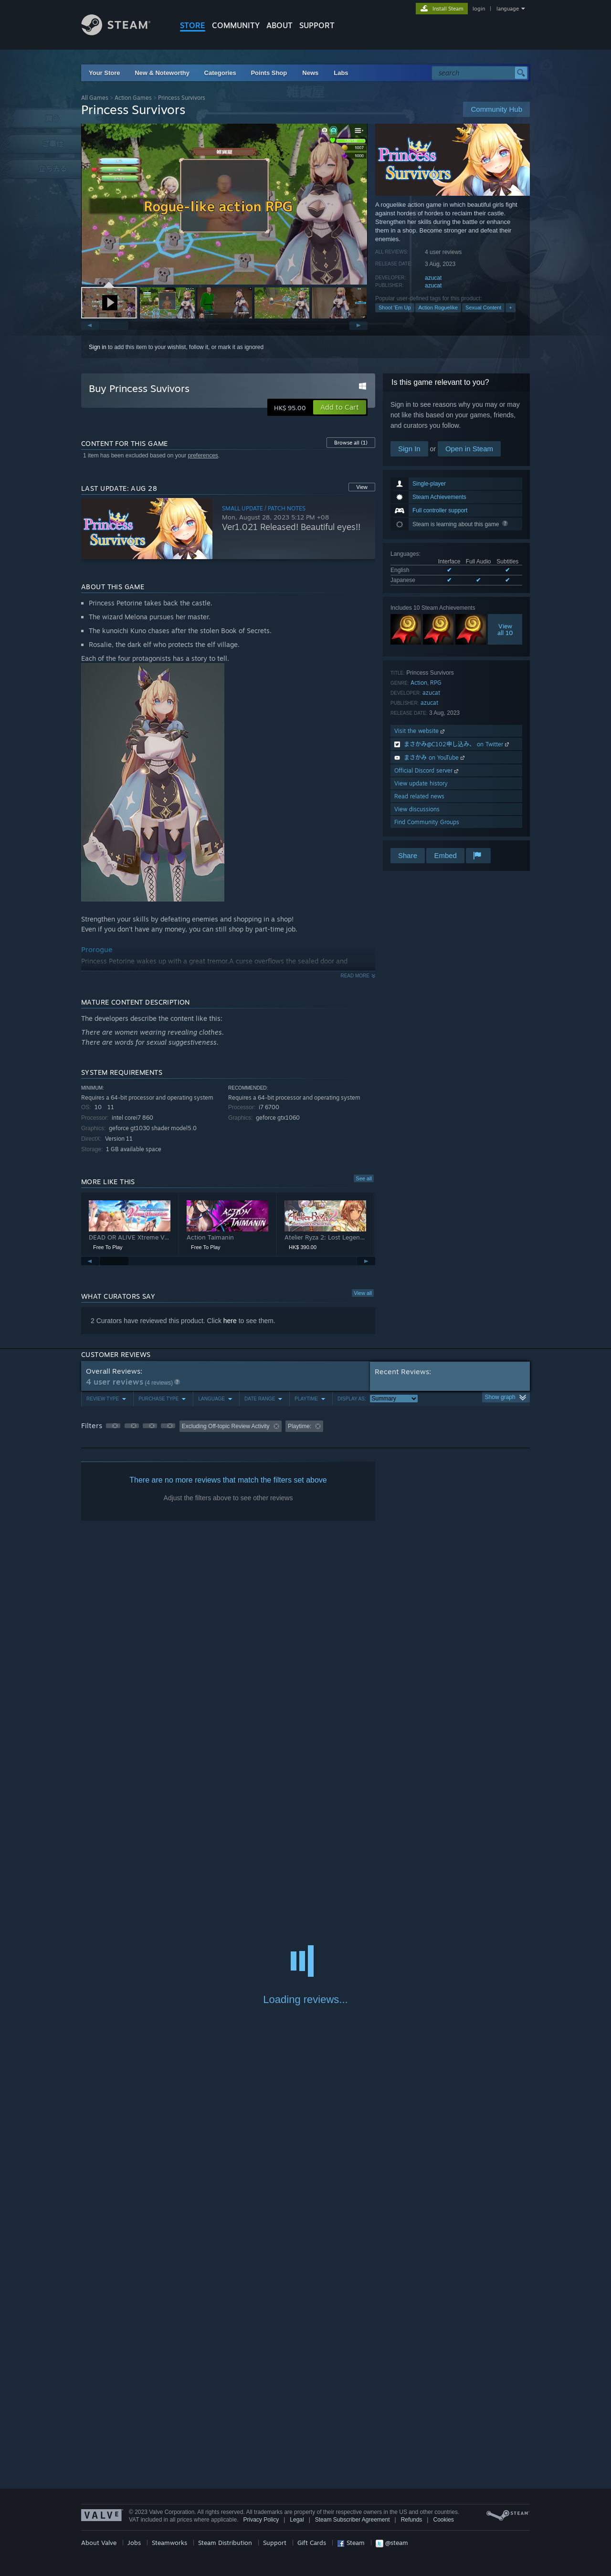 Install Steam
login | language
STEAM
STORE COMMUNITY ABOUT SUPPORT
Your Store New & Noteworthy Categories Points Shop News Labs
search
All Games > Action Games > Princess Survivors
Princess Survivors
Community Hub
Rogue-like action RPG
Princess Survivors
A roguelike action game in which beautiful girls fight against hordes of hordes to reclaim their castle. Strengthen her skills during the battle or enhance them in a shop. Become stronger and defeat their enemies.
ALL REVIEWS: 4 user reviews
RELEASE DATE: 3 Aug, 2023
DEVELOPER: azucat
PUBLISHER: azucat
Popular user-defined tags for this product:
Shoot 'Em Up Action Roguelike Sexual Content +
Sign in to add this item to your wishlist, follow it, or mark it as ignored
Buy Princess Suvivors
HK$ 95.00 Add to Cart
CONTENT FOR THIS GAME
Browse all (1)
1 item has been excluded based on your preferences.
LAST UPDATE: AUG 28
View
Princess Survivors
SMALL UPDATE / PATCH NOTES
Mon, August 28, 2023 5:12 PM +08
Ver1.021 Released! Beautiful eyes!!
ABOUT THIS GAME
Princess Petorine takes back the castle.
The wizard Melona pursues her master.
The kunoichi Kuno chases after the stolen Book of Secrets.
Rosalie, the dark elf who protects the elf village.
Each of the four protagonists has a story to tell.
Strengthen your skills by defeating enemies and shopping in a shop!
Even if you don't have any money, you can still shop by part-time job.
Prorogue
Princess Petorine wakes up with a great tremor.A curse overflows the sealed door and
READ MORE
MATURE CONTENT DESCRIPTION
The developers describe the content like this:
There are women wearing revealing clothes.
There are words for sexual suggestiveness.
SYSTEM REQUIREMENTS
MINIMUM:
Requires a 64-bit processor and operating system
OS: 10 11
Processor: intel corei7 860
Graphics: geforce gt1030 shader model5.0
DirectX: Version 11
Storage: 1 GB available space
RECOMMENDED:
Requires a 64-bit processor and operating system
Processor: i7 6700
Graphics: geforce gtx1060
MORE LIKE THIS
See all
ACTION TAIMANIN
DEAD OR ALIVE Xtreme V...
Free To Play
Action Taimanin
Free To Play
Atelier Ryza 2: Lost Legen...
HK$ 390.00
WHAT CURATORS SAY
View all
2 Curators have reviewed this product. Click here to see them.
Is this game relevant to you?
Sign in to see reasons why you may or may not like this based on your games, friends, and curators you follow.
Sign In or Open in Steam
Single-player
Steam Achievements
Full controller support
Steam is learning about this game ?
Languages:
Interface Full Audio Subtitles
English ✔ ✔
Japanese ✔ ✔ ✔
Includes 10 Steam Achievements
View all 10
TITLE: Princess Survivors
GENRE: Action, RPG
DEVELOPER: azucat
PUBLISHER: azucat
RELEASE DATE: 3 Aug, 2023
Visit the website
まさかみ@C102申し込み。 on Twitter
まさかみ on YouTube
Official Discord server
View update history
Read related news
View discussions
Find Community Groups
Share Embed
CUSTOMER REVIEWS
Overall Reviews:
4 user reviews (4 reviews) ?
Recent Reviews:
REVIEW TYPE PURCHASE TYPE LANGUAGE DATE RANGE PLAYTIME DISPLAY AS: Summary
Show graph
Filters Excluding Off-topic Review Activity Playtime:
There are no more reviews that match the filters set above
Adjust the filters above to see other reviews
Loading reviews...
VALVE
© 2023 Valve Corporation. All rights reserved. All trademarks are property of their respective owners in the US and other countries.
VAT included in all prices where applicable. Privacy Policy | Legal | Steam Subscriber Agreement | Refunds | Cookies
STEAM
About Valve | Jobs | Steamworks | Steam Distribution | Support | Gift Cards | Steam | @steam